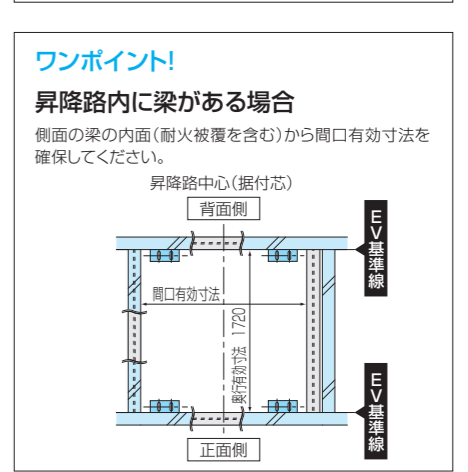 ワンポイント!
昇降路内に梁がある場合
側面の梁の内面(耐火被覆を含む)から間口有効寸法を
確保してください。
昇降路中心(据付芯)
背面側
EV基準線
間口有効寸法
奥行有効寸法 1720
EV基準線
正面側